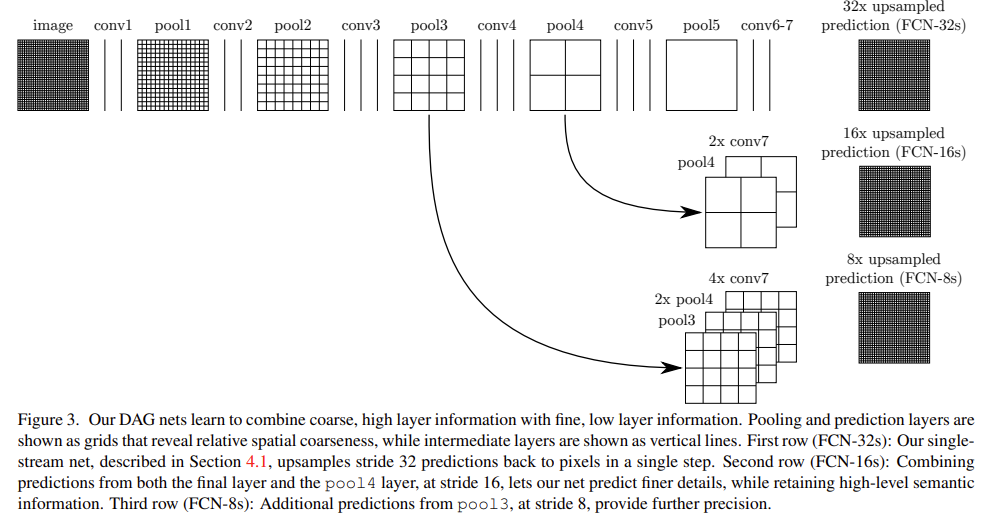 image conv1 pool1 conv2 pool2 conv3 pool3 conv4 pool4 conv5 pool5 conv6-7
32x upsampled
prediction (FCN-32s)
16x upsampled
prediction (FCN-16s)
2x conv7
pool4
8x upsampled
prediction (FCN-8s)
4x conv7
2x pool4
pool3
Figure 3. Our DAG nets learn to combine coarse, high layer information with fine, low layer information. Pooling and prediction layers are
shown as grids that reveal relative spatial coarseness, while intermediate layers are shown as vertical lines. First row (FCN-32s): Our single-
stream net, described in Section 4.1, upsamples stride 32 predictions back to pixels in a single step. Second row (FCN-16s): Combining
predictions from both the final layer and the pool4 layer, at stride 16, lets our net predict finer details, while retaining high-level semantic
information. Third row (FCN-8s): Additional predictions from pool3, at stride 8, provide further precision.